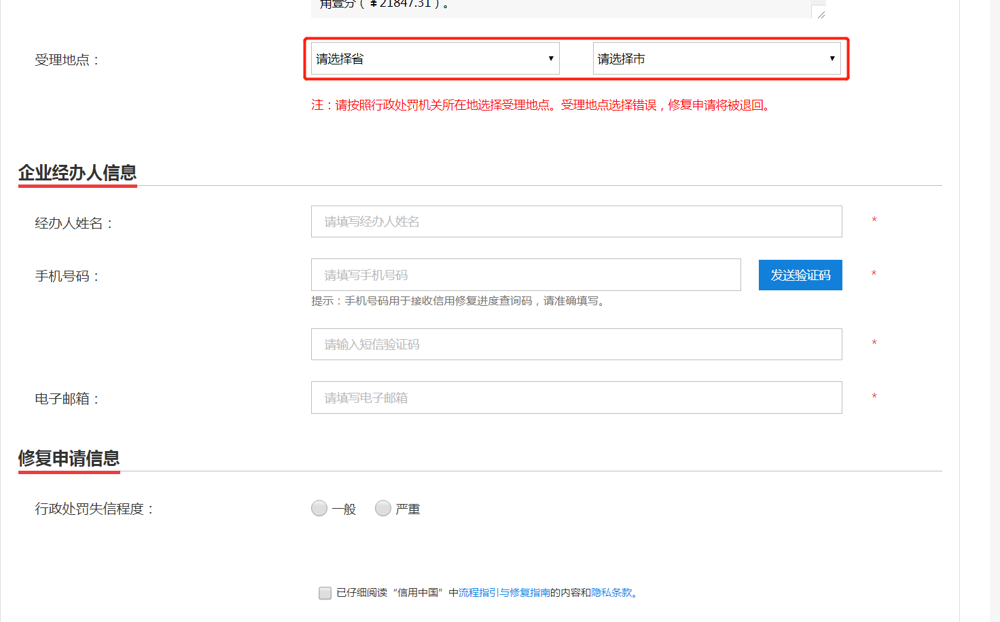 角壹分（￥21847.31）。
受理地点：
请选择省 请选择市
注：请按照行政处罚机关所在地选择受理地点。受理地点选择错误，修复申请将被退回。
企业经办人信息
经办人姓名： 请填写经办人姓名 *
手机号码： 请填写手机号码 发送验证码 *
提示：手机号码用于接收信用修复进度查询码，请准确填写。
请输入短信验证码 *
电子邮箱： 请填写电子邮箱 *
修复申请信息
行政处罚失信程度： 一般 严重
已仔细阅读“信用中国”中流程指引与修复指南的内容和隐私条款。